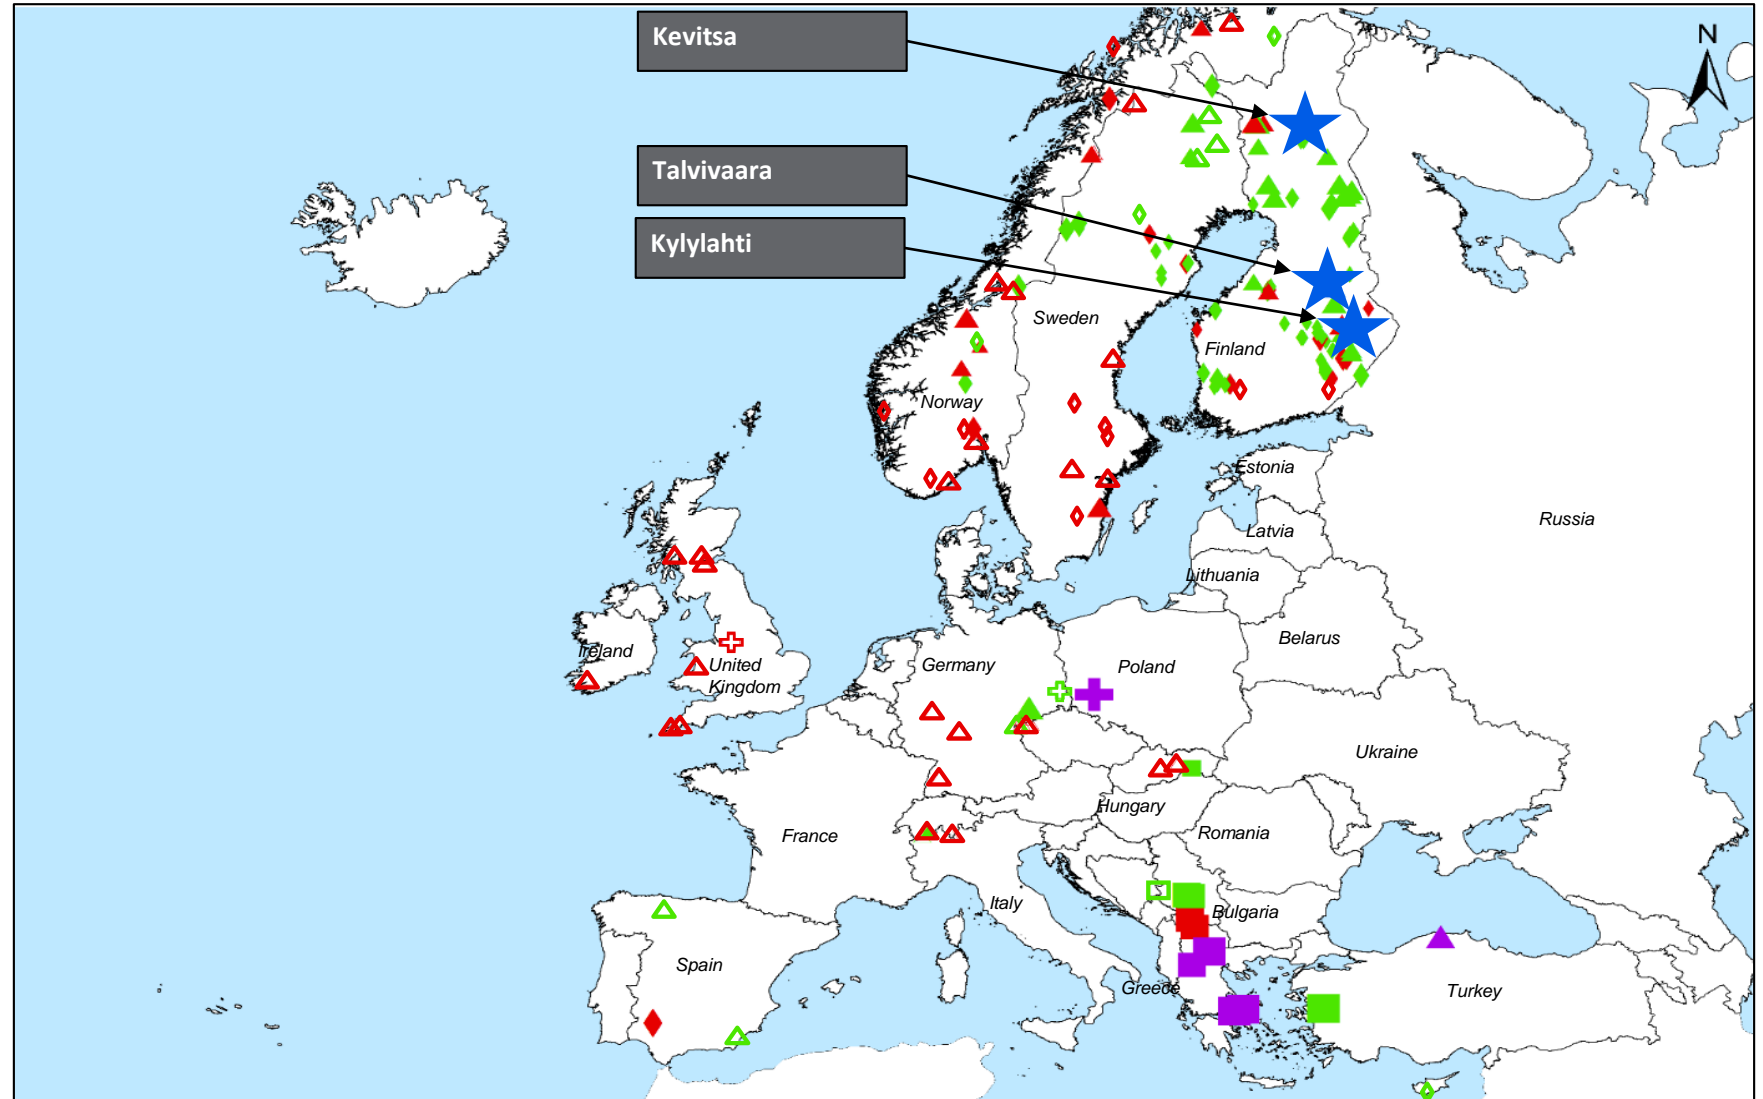 Kevitsa
N
Talvivaara
Kylylahti
Sweden
Finland
Norway
Estonia
Russia
Latvia
Lithuania
Belarus
Ireland
United
Kingdom
Germany
Poland
Ukraine
Hungary
France
Romania
Italy
Bulgaria
Spain
Greece
Turkey